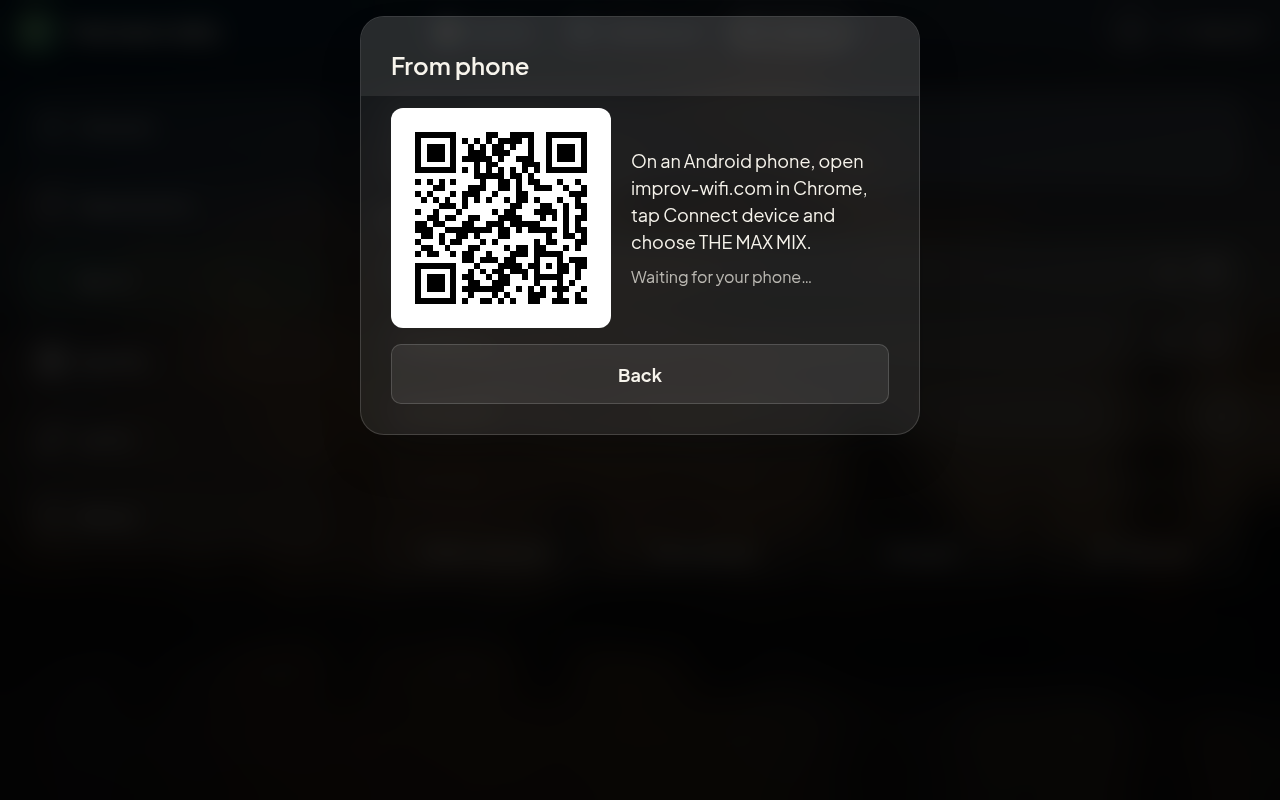 From phone
On an Android phone, open
improv-wifi.com in Chrome,
tap Connect device and
choose THE MAX MIX.
Waiting for your phone…
Back